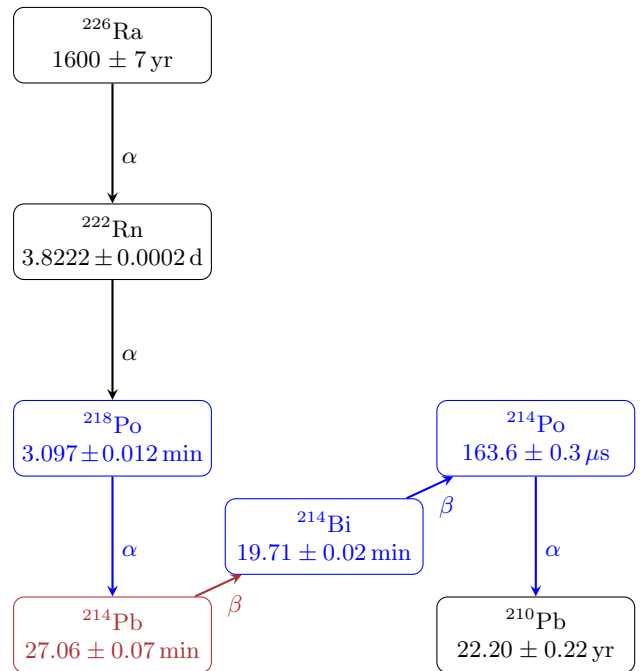 ²²⁶Ra
1600 ± 7 yr
α
²²²Rn
3.8222 ± 0.0002 d
α
²¹⁸Po
3.097 ± 0.012 min
²¹⁴Po
163.6 ± 0.3 μs
β
²¹⁴Bi
19.71 ± 0.02 min
α
α
β
²¹⁴Pb
27.06 ± 0.07 min
²¹⁰Pb
22.20 ± 0.22 yr